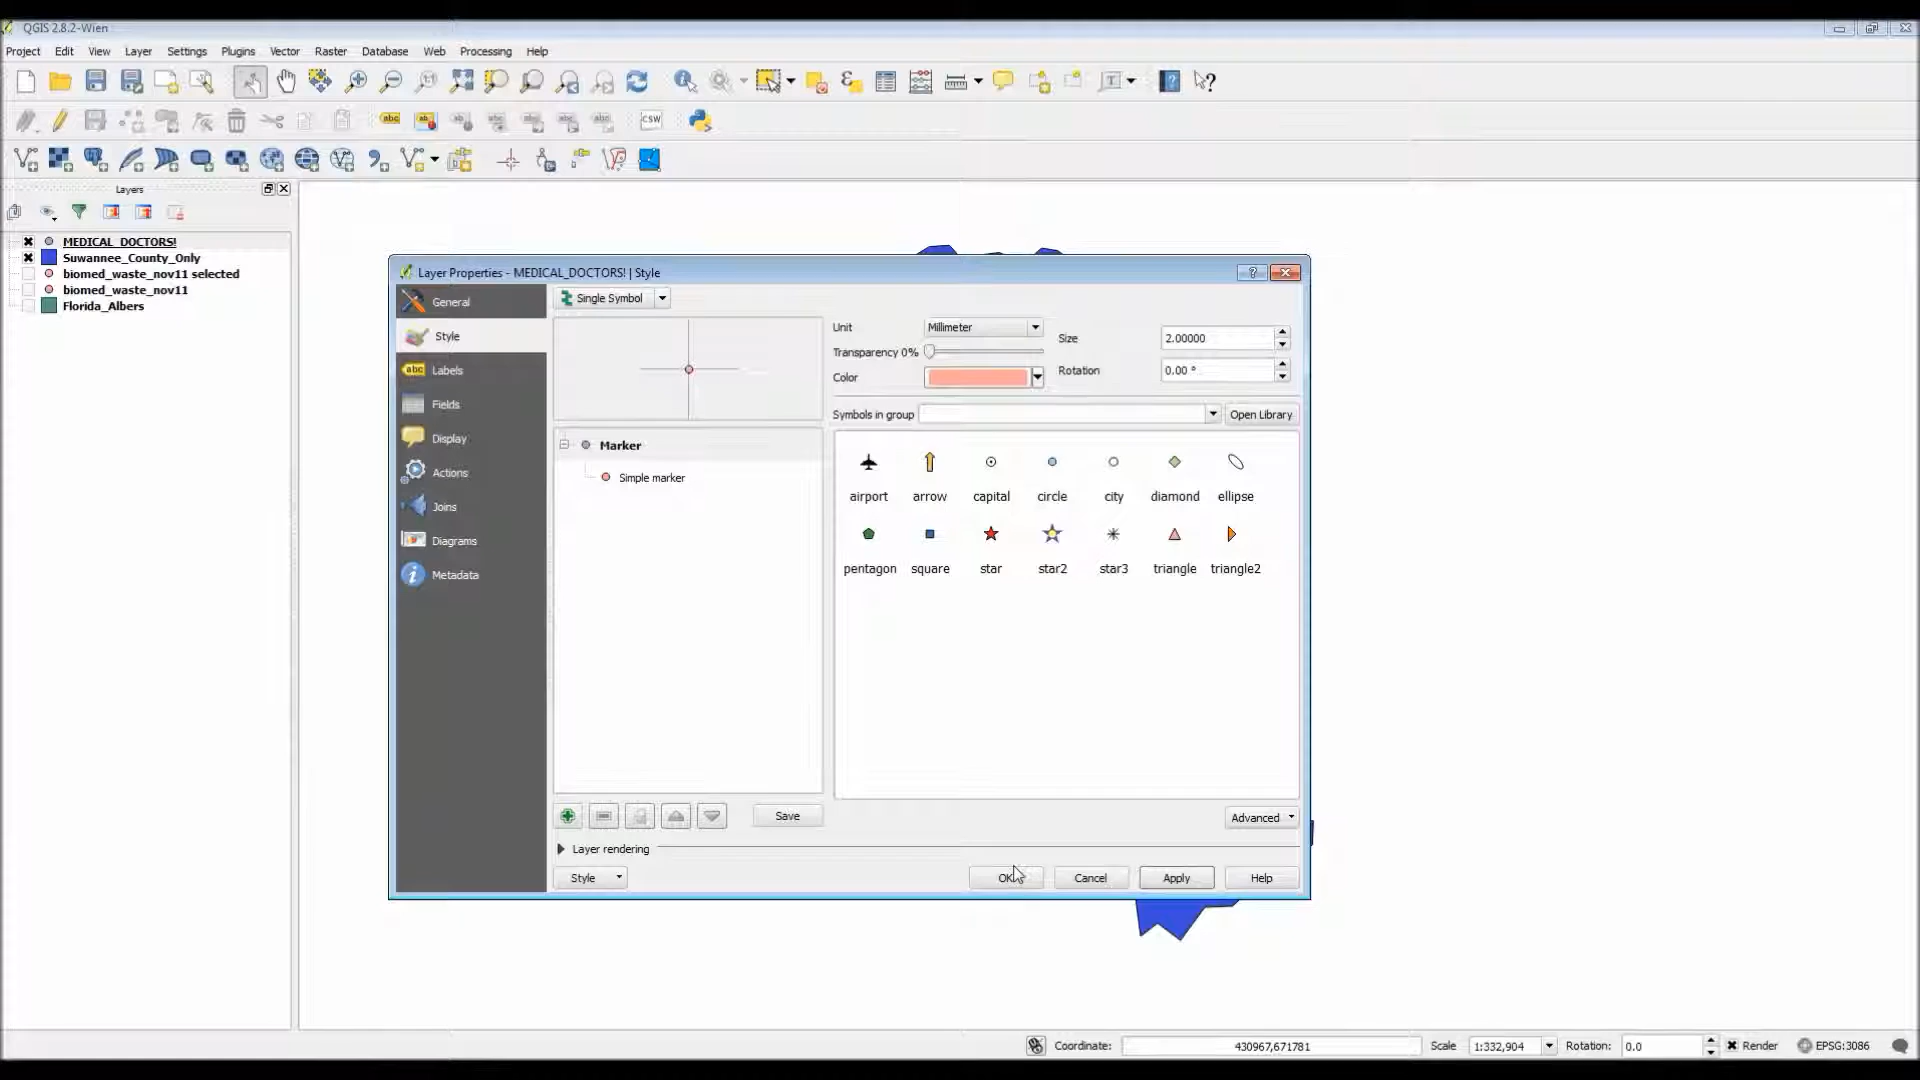 QGIS 2.8.2-Wien
Project Edit View Layer Settings Plugins Vector Raster Database Web Processing Help
abc
CSW
Layers
MEDICAL_DOCTORS!
Suwannee_County_Only
biomed_waste_nov11 selected
biomed_waste_nov11
Florida_Albers
Layer Properties - MEDICAL_DOCTORS! | Style
General
Style
abc Labels
Fields
Display
Actions
Joins
Diagrams
Metadata
Single Symbol
Unit Millimeter
Size 2.00000
Transparency 0%
Color
Rotation 0.00 °
Symbols in group Open Library
Marker
Simple marker
airport arrow capital circle city diamond ellipse
pentagon square star star2 star3 triangle triangle2
Save
Advanced
Layer rendering
Style OK Cancel Apply Help
Coordinate: 430967,671781 Scale 1:332,904 Rotation: 0.0 Render EPSG:3086